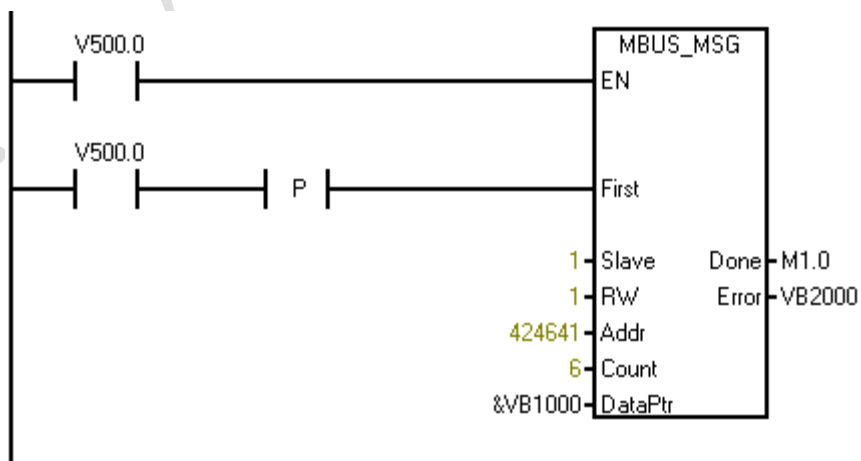 V500.0
MBUS_MSG
EN
V500.0
P
First
1 Slave Done M1.0
1 RW Error VB2000
424641 Addr
6 Count
&VB1000 DataPtr